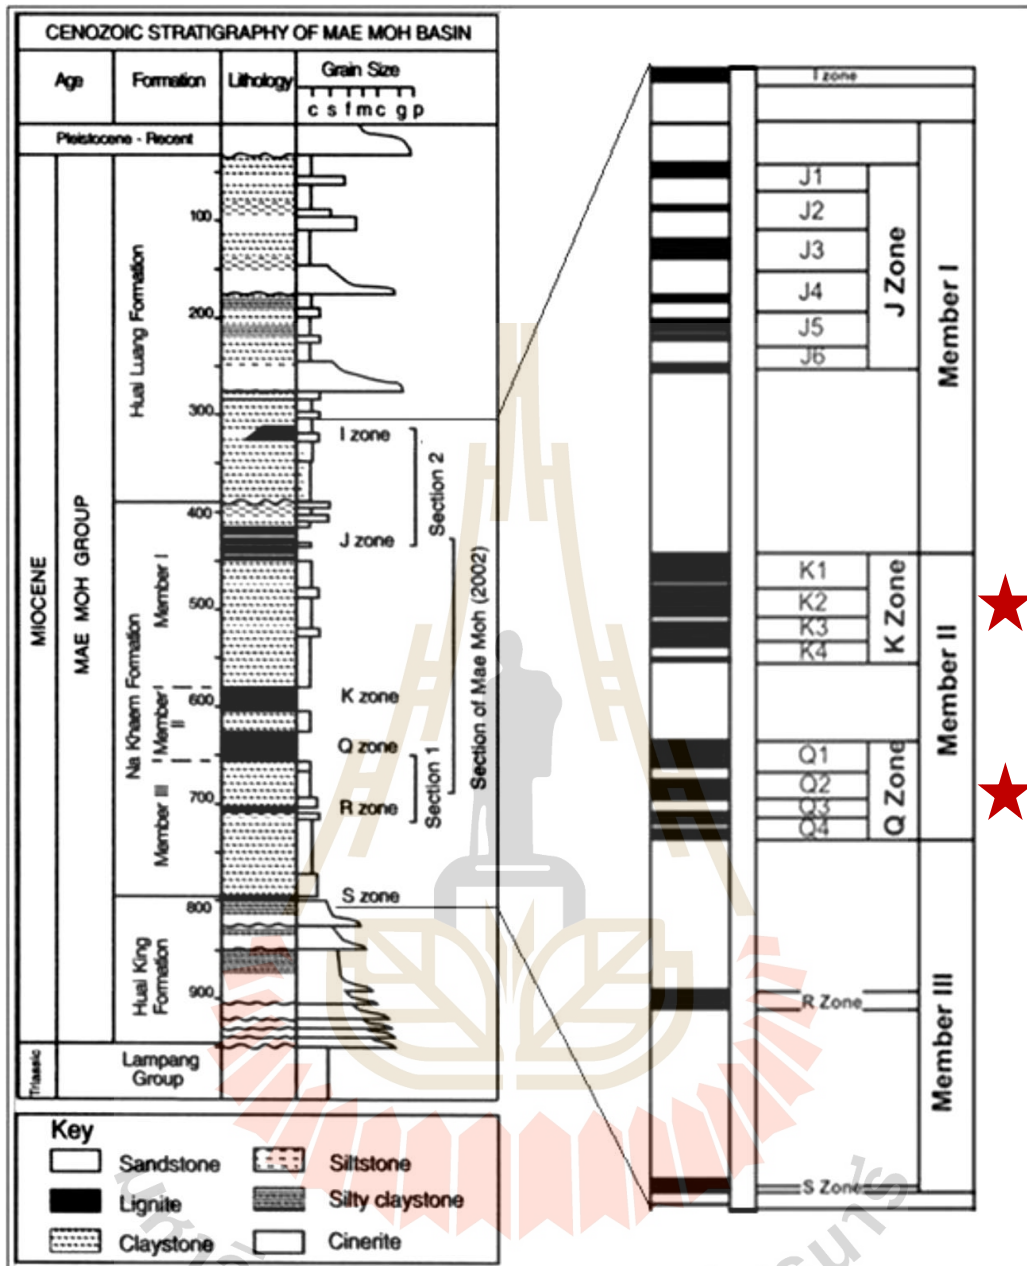 CENOZOIC STRATIGRAPHY OF MAE MOH BASIN
Age
Formation
Lithology
Grain Size
c s f m c g p
Pleistocene - Recent
MIOCENE
MAE MOH GROUP
Huai Luang Formation
Na Khaem Formation
Member I
Member II
Member III
Huai King Formation
Triassic
Lampang Group
100
200
300
400
500
600
700
800
900
I zone
J zone
K zone
Q zone
R zone
S zone
Section 2
Section 1
Section of Mae Moh (2002)
Key
Sandstone
Siltstone
Lignite
Silty claystone
Claystone
Cinerite
I zone
J1
J2
J3
J4
J5
J6
J Zone
Member I
K1
K2
K3
K4
K Zone
Member II
Q1
Q2
Q3
Q4
Q Zone
R Zone
Member III
S Zone